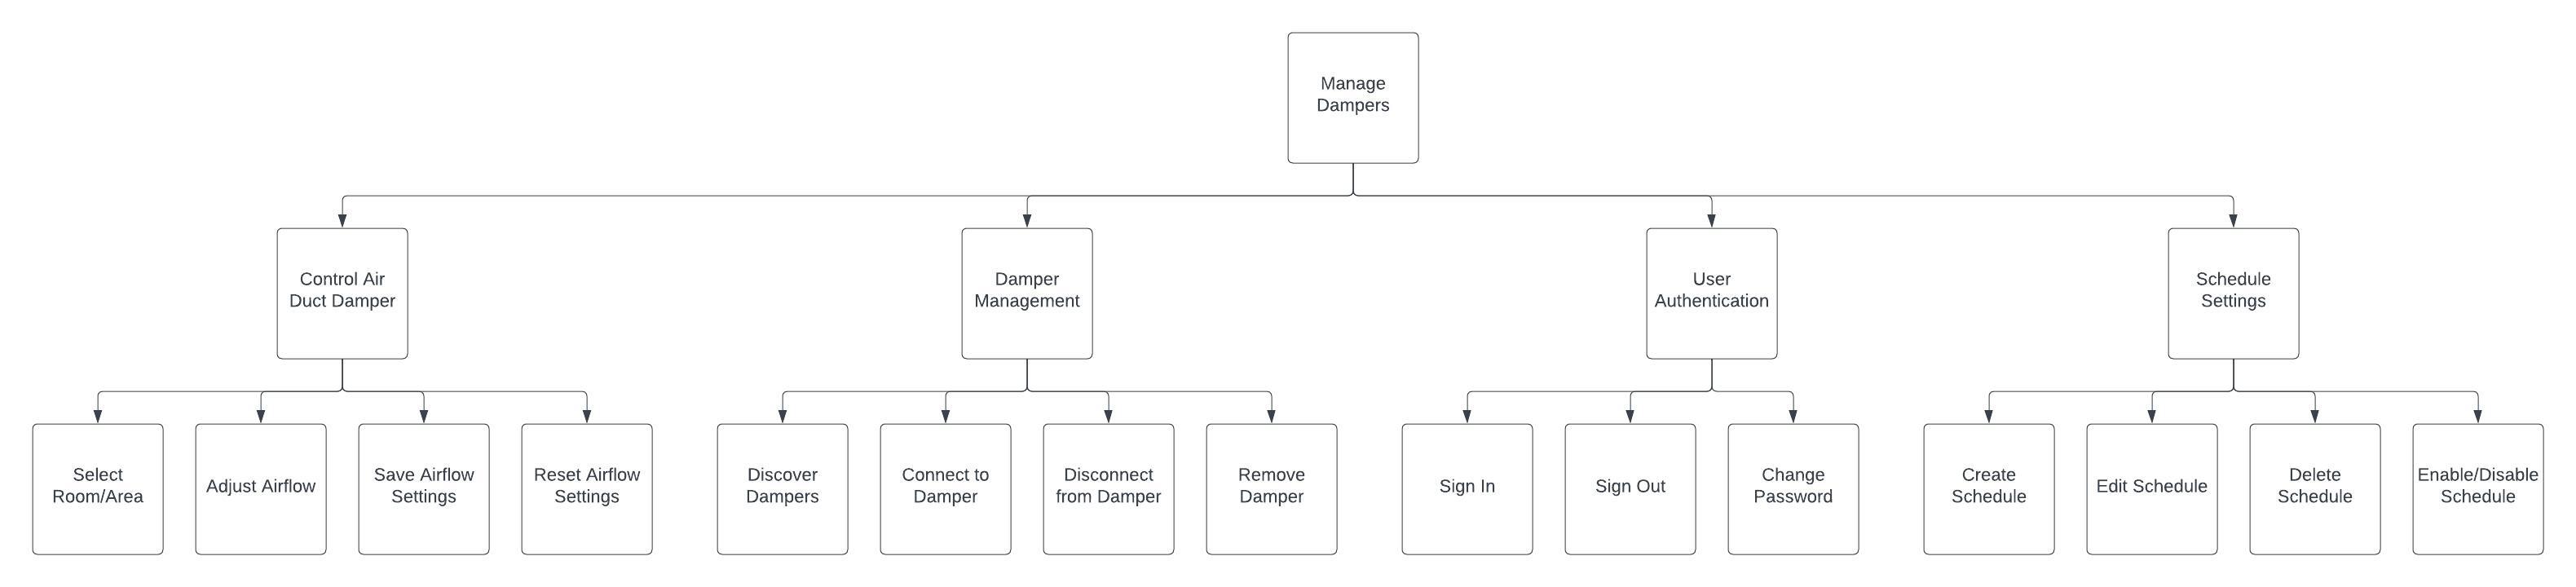 Manage
Dampers
Control Air
Duct Damper
Damper
Management
User
Authentication
Schedule
Settings
Select
Room/Area
Adjust Airflow
Save Airflow
Settings
Reset Airflow
Settings
Discover
Dampers
Connect to
Damper
Disconnect
from Damper
Remove
Damper
Sign In
Sign Out
Change
Password
Create
Schedule
Edit Schedule
Delete
Schedule
Enable/Disable
Schedule